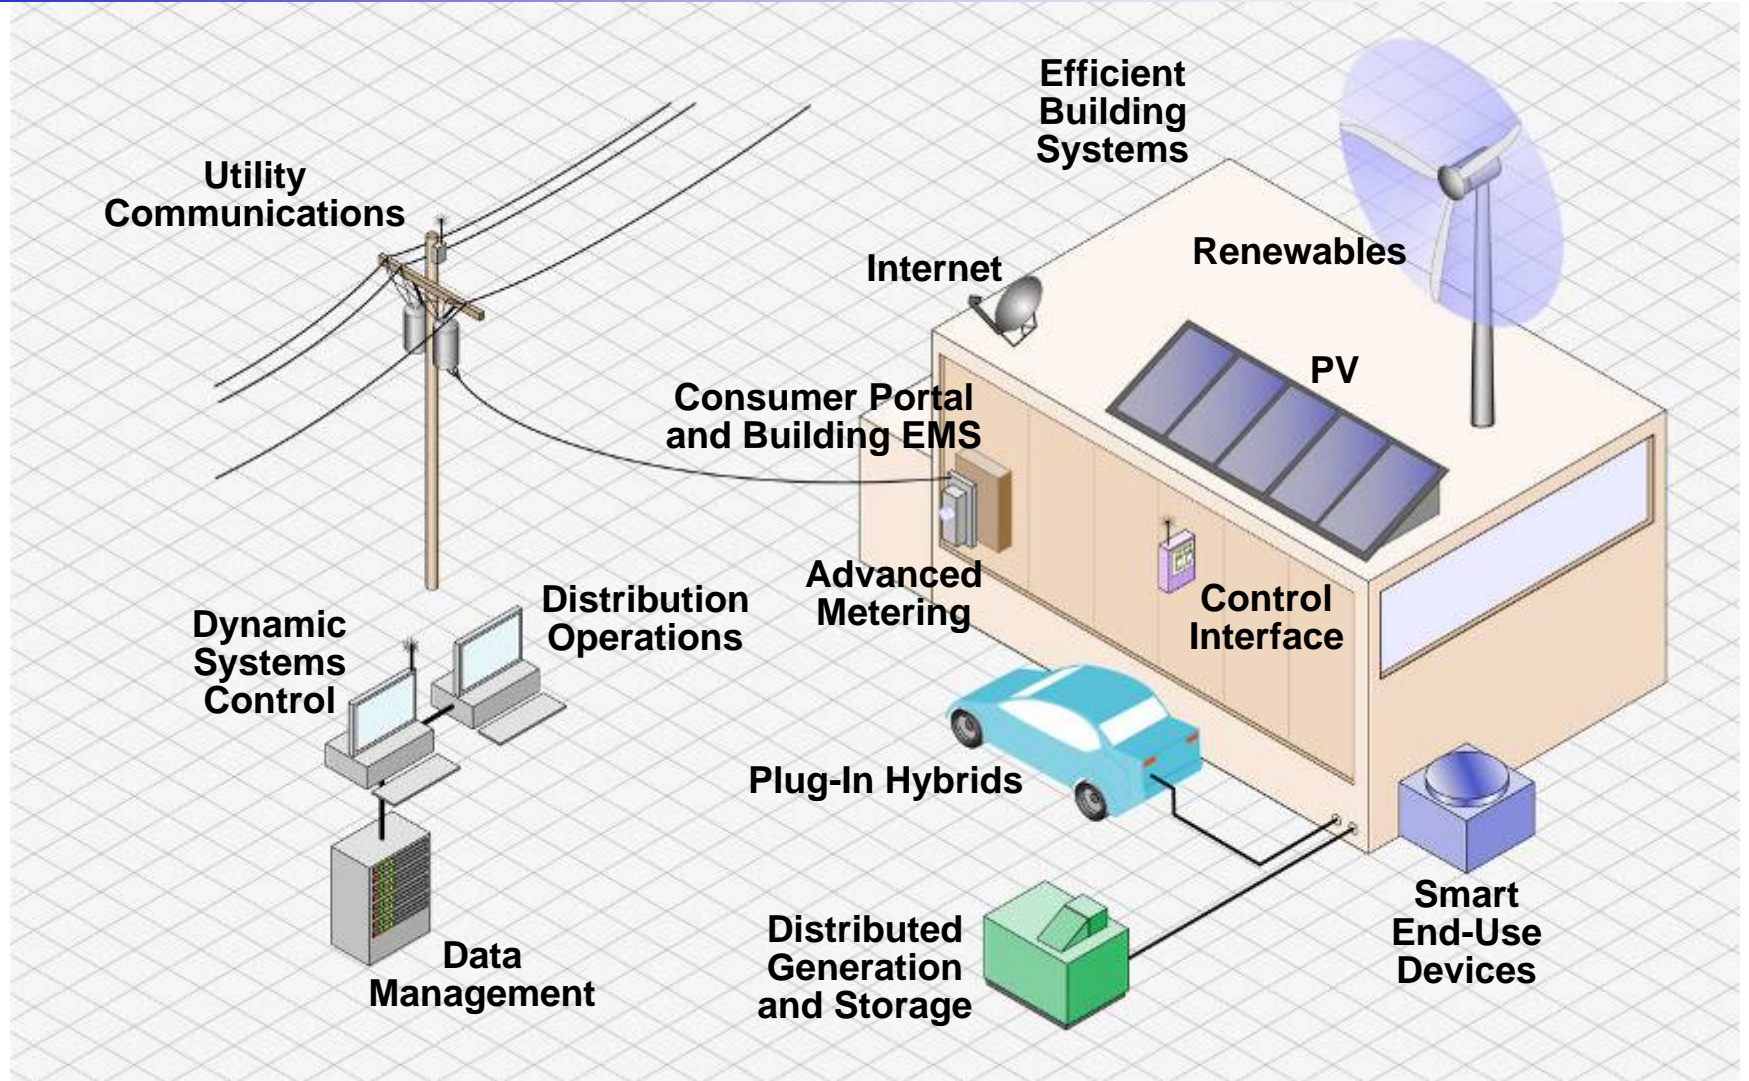 Efficient
Building
Systems
Utility
Communications
Renewables
Internet
PV
Consumer Portal
and Building EMS
Advanced
Metering
Control
Interface
Distribution
Operations
Dynamic
Systems
Control
Plug-In Hybrids
Smart
End-Use
Devices
Distributed
Generation
and Storage
Data
Management